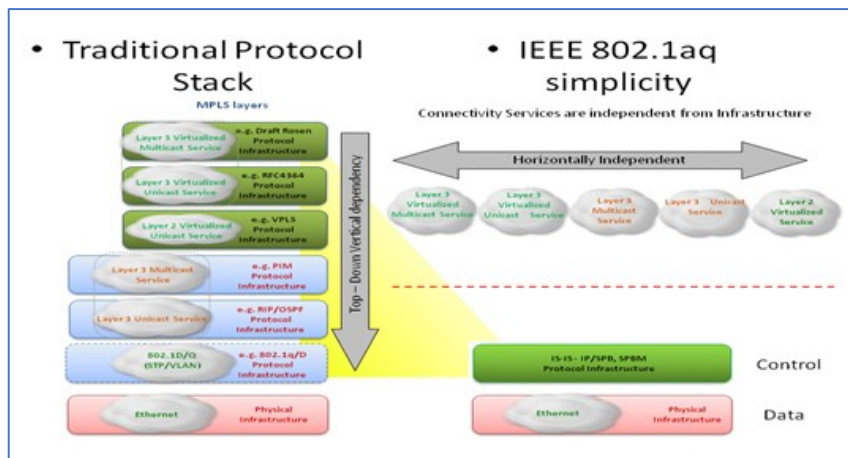 • Traditional Protocol
Stack
MPLS layers
Layer 3 Virtualized
Multicast Service
e.g. Draft Rosen
Protocol
Infrastructure
Layer 3 Virtualized
Unicast Service
e.g. RFC4364
Protocol
Infrastructure
Layer 2 Virtualized
Unicast Service
e.g. VPLS
Protocol
Infrastructure
Layer 3 Multicast
Service
e.g. PIM
Protocol
Infrastructure
Layer 3 Unicast Service
e.g. RIP/OSPF
Protocol
Infrastructure
802.1D/Q
(STP/VLAN)
e.g. 802.1q/D
Protocol
Infrastructure
Ethernet
Physical
Infrastructure
Top – Down Vertical dependency
• IEEE 802.1aq
simplicity
Connectivity Services are independent from Infrastructure
Horizontally Independent
Layer 3
Virtualized
Multicast Service
Layer 3
Virtualized
Unicast Service
Layer 3
Multicast
Service
Layer 3 Unicast
Service
Layer 2
Virtualized
Service
IS-IS - IP/SPB, SPBM
Protocol Infrastructure
Control
Ethernet
Physical
Infrastructure
Data